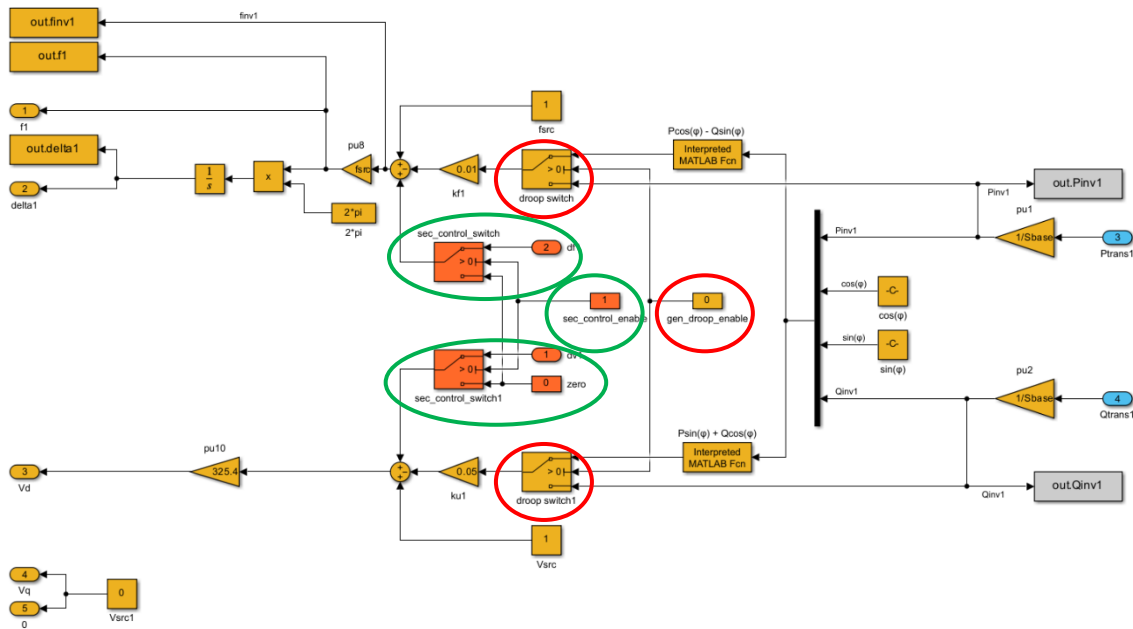 out.finv1
finv1
out.f1
1
f1
out.delta1
2
delta1
1
s
x
2*pi
2*pi
pu8
fsrc
1
fsrc
kf1
0.01
> 0
droop switch
Pcos(φ) - Qsin(φ)
Interpreted
MATLAB Fcn
Pinv1
out.Pinv1
pu1
Pinv1
1/Sbase
3
Ptrans1
sec_control_switch
> 0
2
df
1
sec_control_enable
0
gen_droop_enable
cos(φ)
-C-
cos(φ)
sin(φ)
-C-
sin(φ)
> 0
sec_control_switch1
1
0
zero
pu2
Qinv1
1/Sbase
4
Qtrans1
Psin(φ) + Qcos(φ)
Interpreted
MATLAB Fcn
pu10
3
Vd
325.4
0.05
ku1
> 0
droop switch1
Qinv1
out.Qinv1
1
Vsrc
4
Vq
5
0
0
Vsrc1